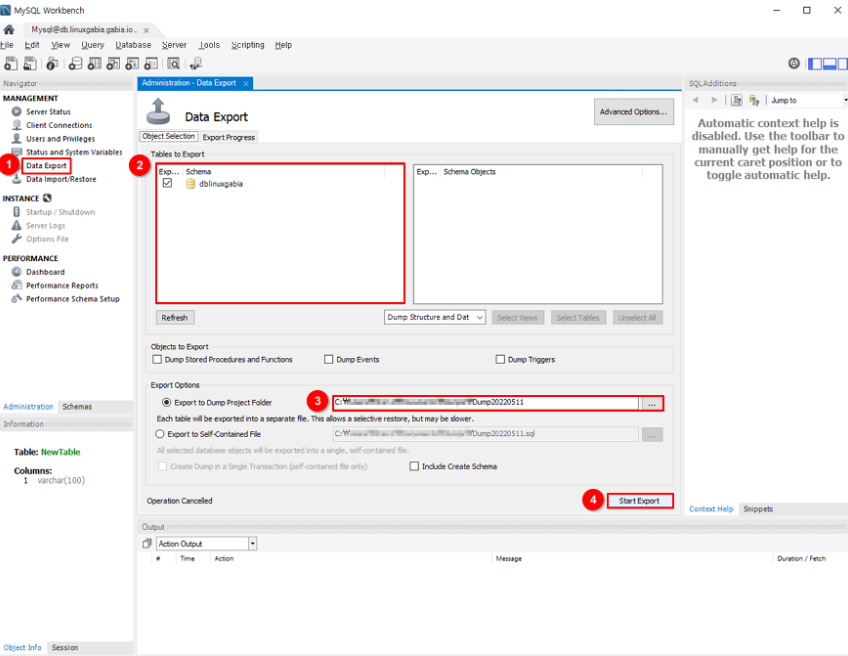 MySQL Workbench
Mysql@db.linuxgabia.gabia.io..
File Edit View Query Database Server Tools Scripting Help
Navigator
MANAGEMENT
Server Status
Client Connections
Users and Privileges
Status and System Variables
1 Data Export
Data Import/Restore
INSTANCE
Startup / Shutdown
Server Logs
Options File
PERFORMANCE
Dashboard
Performance Reports
Performance Schema Setup
Administration Schemas
Information
Table: NewTable
Columns:
1 varchar(100)
Object Info Session
Administration - Data Export
Data Export
Advanced Options...
Object Selection Export Progress
Tables to Export
2
Exp... Schema
dblinuxgabia
Exp... Schema Objects
Refresh
Dump Structure and Dat
Select Views
Select Tables
Unselect All
Objects to Export
Dump Stored Procedures and Functions
Dump Events
Dump Triggers
Export Options
Export to Dump Project Folder
3
C:₩ ₩Dump20220511
...
Each table will be exported into a separate file. This allows a selective restore, but may be slower.
Export to Self-Contained File
C:₩ ₩Dump20220511.sql
...
All selected database objects will be exported into a single, self-contained file.
Create Dump in a Single Transaction (self-contained file only)
Include Create Schema
Operation Cancelled
4 Start Export
Output
Action Output
# Time Action Message Duration / Fetch
SQLAdditions
Jump to
Automatic context help is
disabled. Use the toolbar to
manually get help for the
current caret position or to
toggle automatic help.
Context Help Snippets